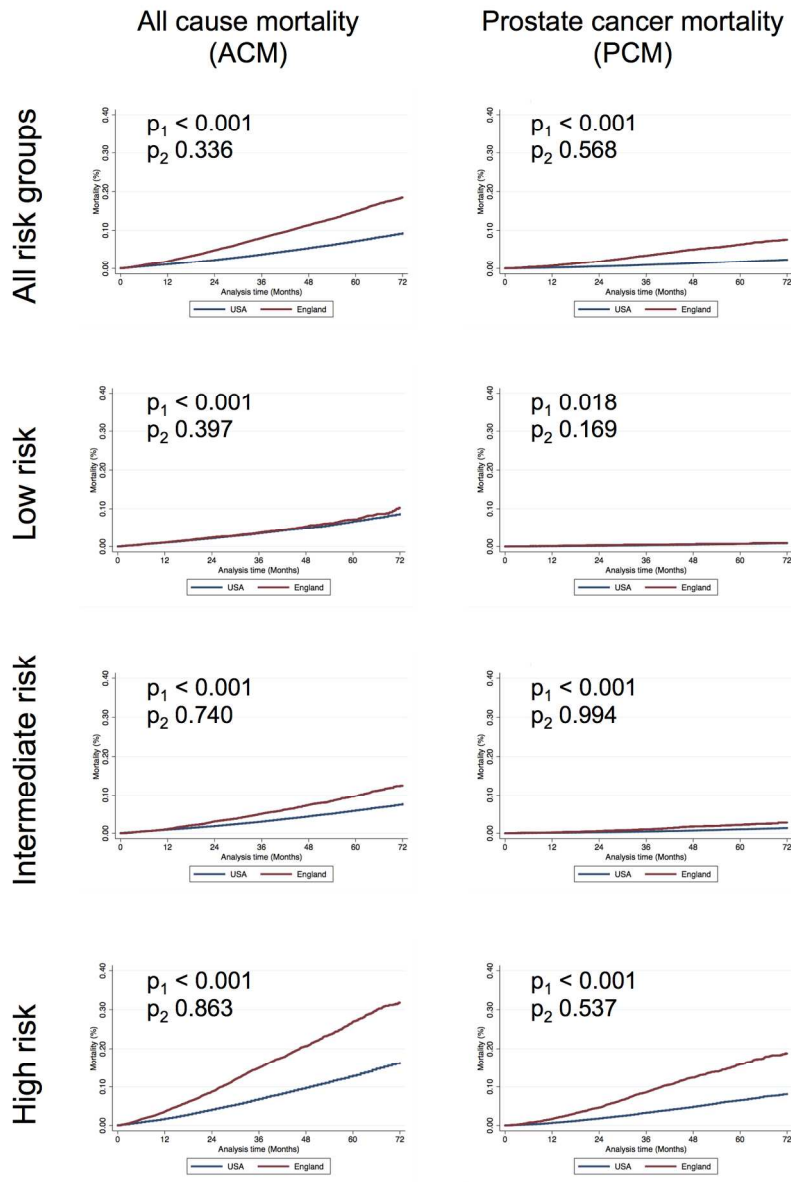 All cause mortality
(ACM)
Prostate cancer mortality
(PCM)
All risk groups
p1 < 0.001
p2 0.336
Mortality (%)
0.40
0.30
0.20
0.10
0.00
0 12 24 36 48 60 72
Analysis time (Months)
USA England
p1 < 0.001
p2 0.568
Mortality (%)
0.40
0.30
0.20
0.10
0.00
0 12 24 36 48 60 72
Analysis time (Months)
USA England
Low risk
p1 < 0.001
p2 0.397
Mortality (%)
0.40
0.30
0.20
0.10
0.00
0 12 24 36 48 60 72
Analysis time (Months)
USA England
p1 0.018
p2 0.169
Mortality (%)
0.40
0.30
0.20
0.10
0.00
0 12 24 36 48 60 72
Analysis time (Months)
USA England
Intermediate risk
p1 < 0.001
p2 0.740
Mortality (%)
0.40
0.30
0.20
0.10
0.00
0 12 24 36 48 60 72
Analysis time (Months)
USA England
p1 < 0.001
p2 0.994
Mortality (%)
0.40
0.30
0.20
0.10
0.00
0 12 24 36 48 60 72
Analysis time (Months)
USA England
High risk
p1 < 0.001
p2 0.863
Mortality (%)
0.40
0.30
0.20
0.10
0.00
0 12 24 36 48 60 72
Analysis time (Months)
USA England
p1 < 0.001
p2 0.537
Mortality (%)
0.40
0.30
0.20
0.10
0.00
0 12 24 36 48 60 72
Analysis time (Months)
USA England